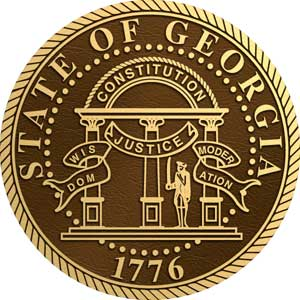 STATE OF GEORGIA
CONSTITUTION
JUSTICE
WIS
DOM
MODER
ATION
1776